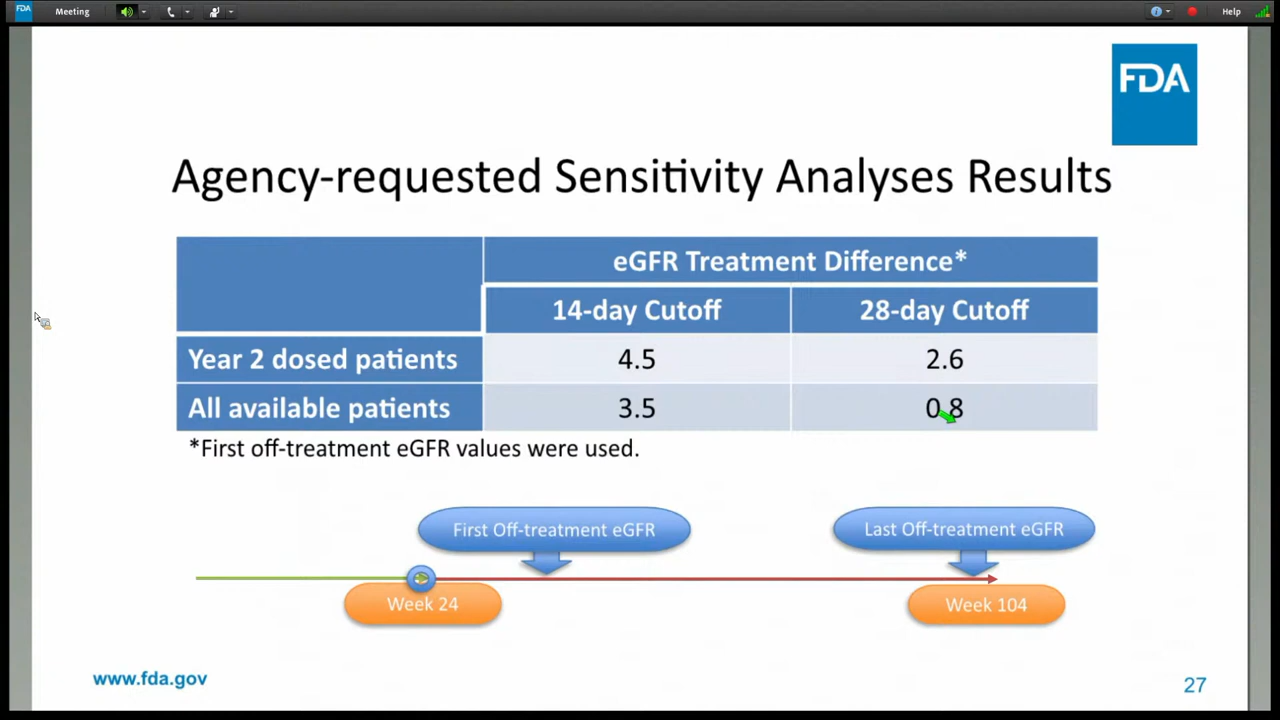 FDA
Meeting
Help
FDA
Agency-requested Sensitivity Analyses Results
eGFR Treatment Difference*
14-day Cutoff
28-day Cutoff
Year 2 dosed patients
4.5
2.6
All available patients
3.5
0.8
*First off-treatment eGFR values were used.
First Off-treatment eGFR
Last Off-treatment eGFR
Week 24
Week 104
www.fda.gov
27